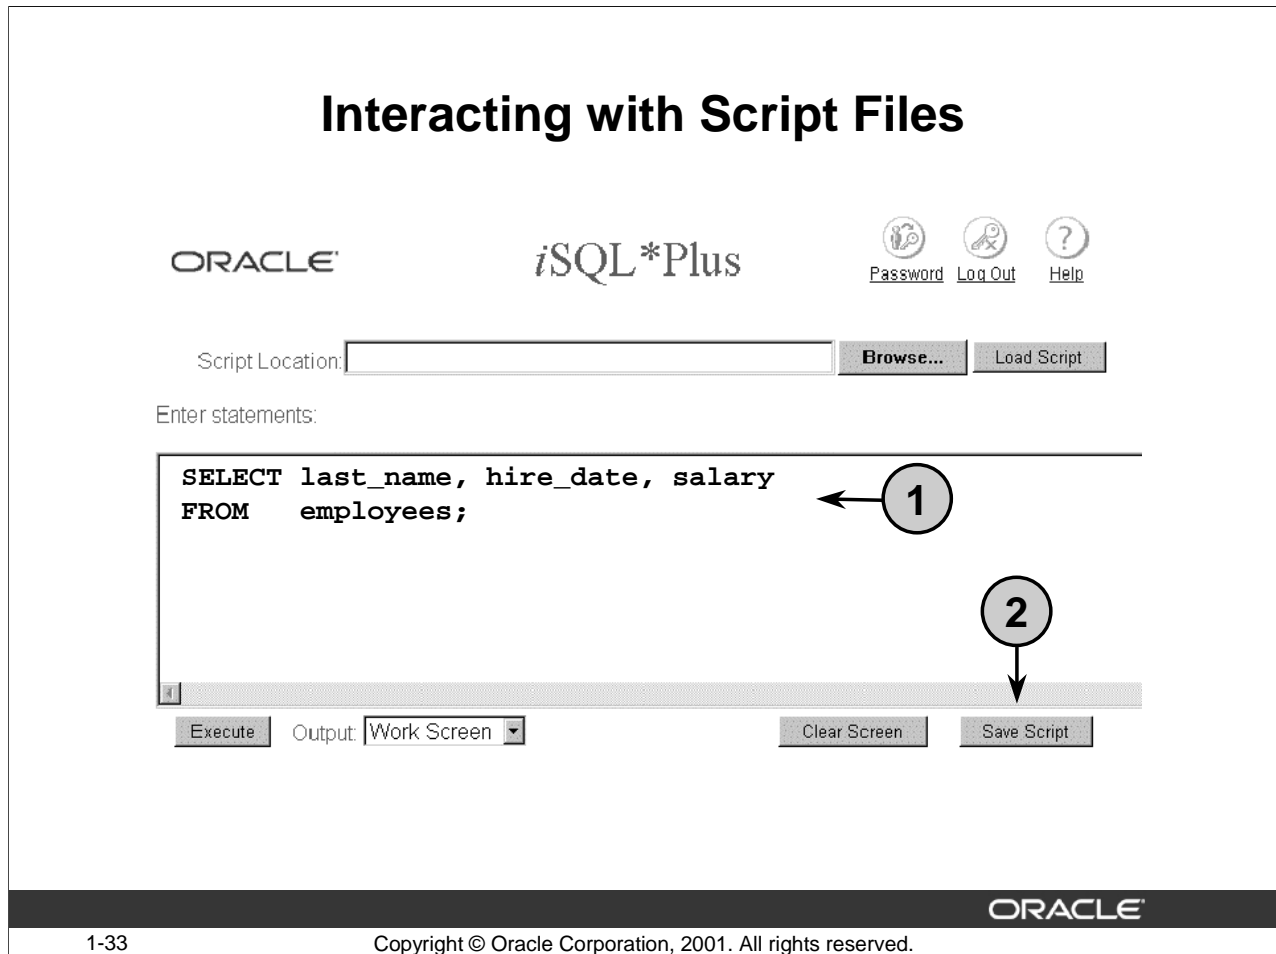 Interacting with Script Files
ORACLE
iSQL*Plus
Password Log Out Help
Script Location: Browse... Load Script
Enter statements:
SELECT last_name, hire_date, salary
FROM employees;
1
2
Execute Output: Work Screen Clear Screen Save Script
ORACLE
1-33 Copyright © Oracle Corporation, 2001. All rights reserved.